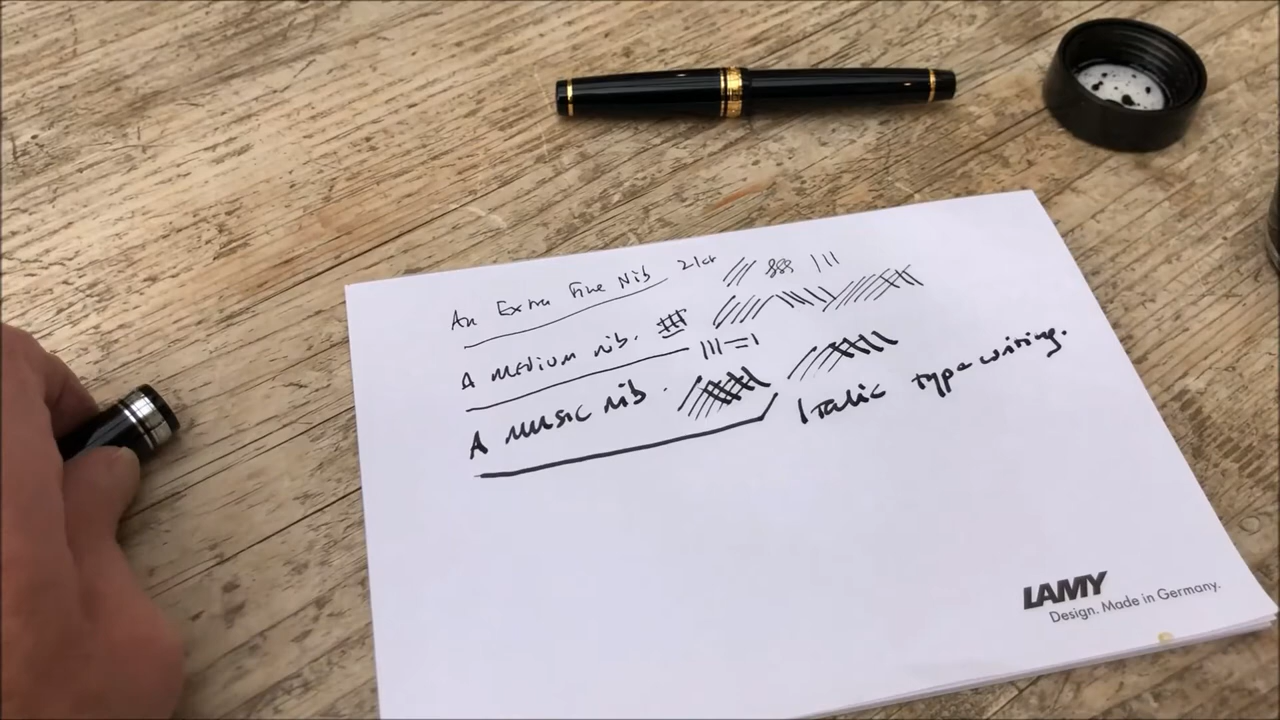 An Extra Fine Nib 21ct
A medium nib.
A music nib.
Italic type writing.
LAMY
Design. Made in Germany.